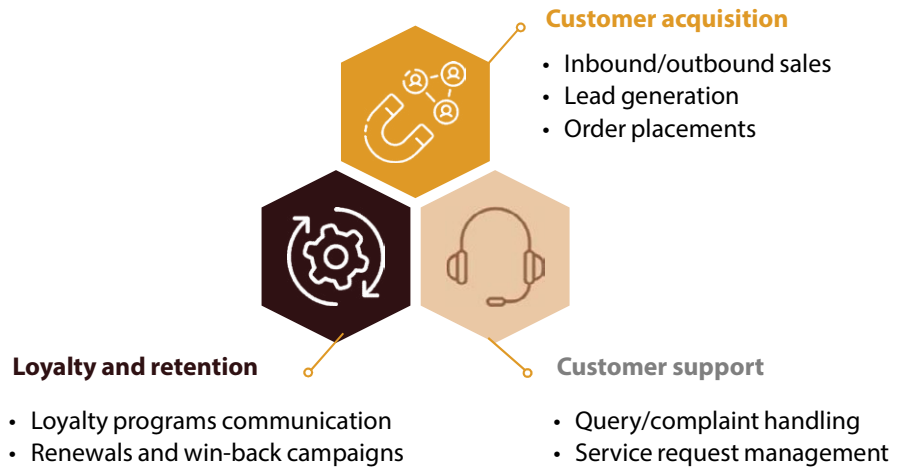 Customer acquisition
• Inbound/outbound sales
• Lead generation
• Order placements
Loyalty and retention
• Loyalty programs communication
• Renewals and win-back campaigns
Customer support
• Query/complaint handling
• Service request management